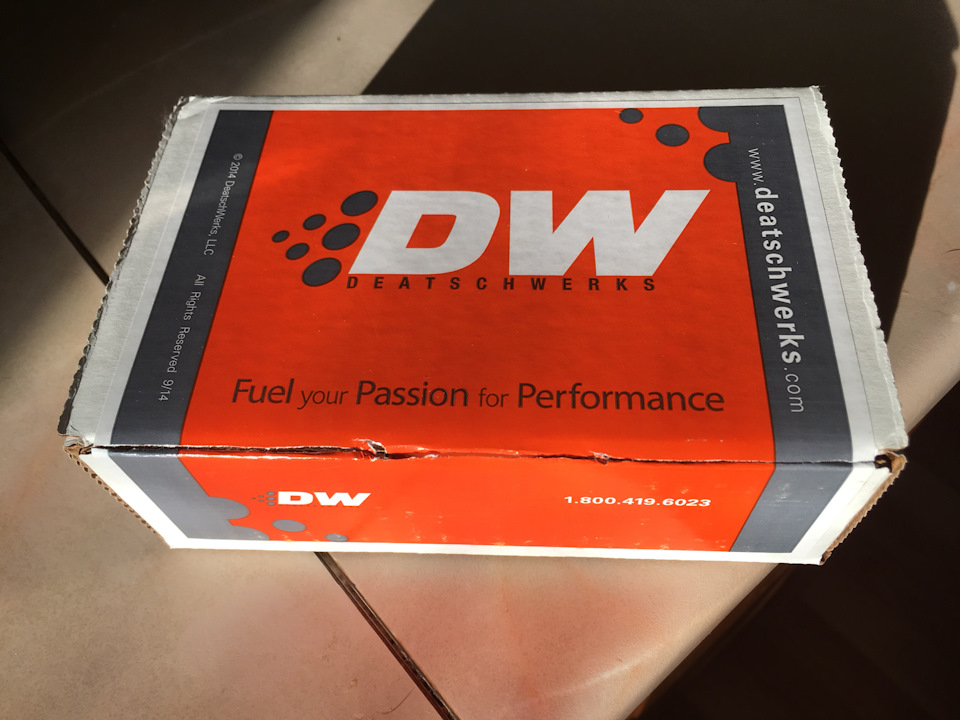 © 2014 DeatschWerks, LLC All Rights Reserved 9/14
DW
DEATSCHWERKS
www.deatschwerks.com
Fuel your Passion for Performance
DW
1.800.419.6023